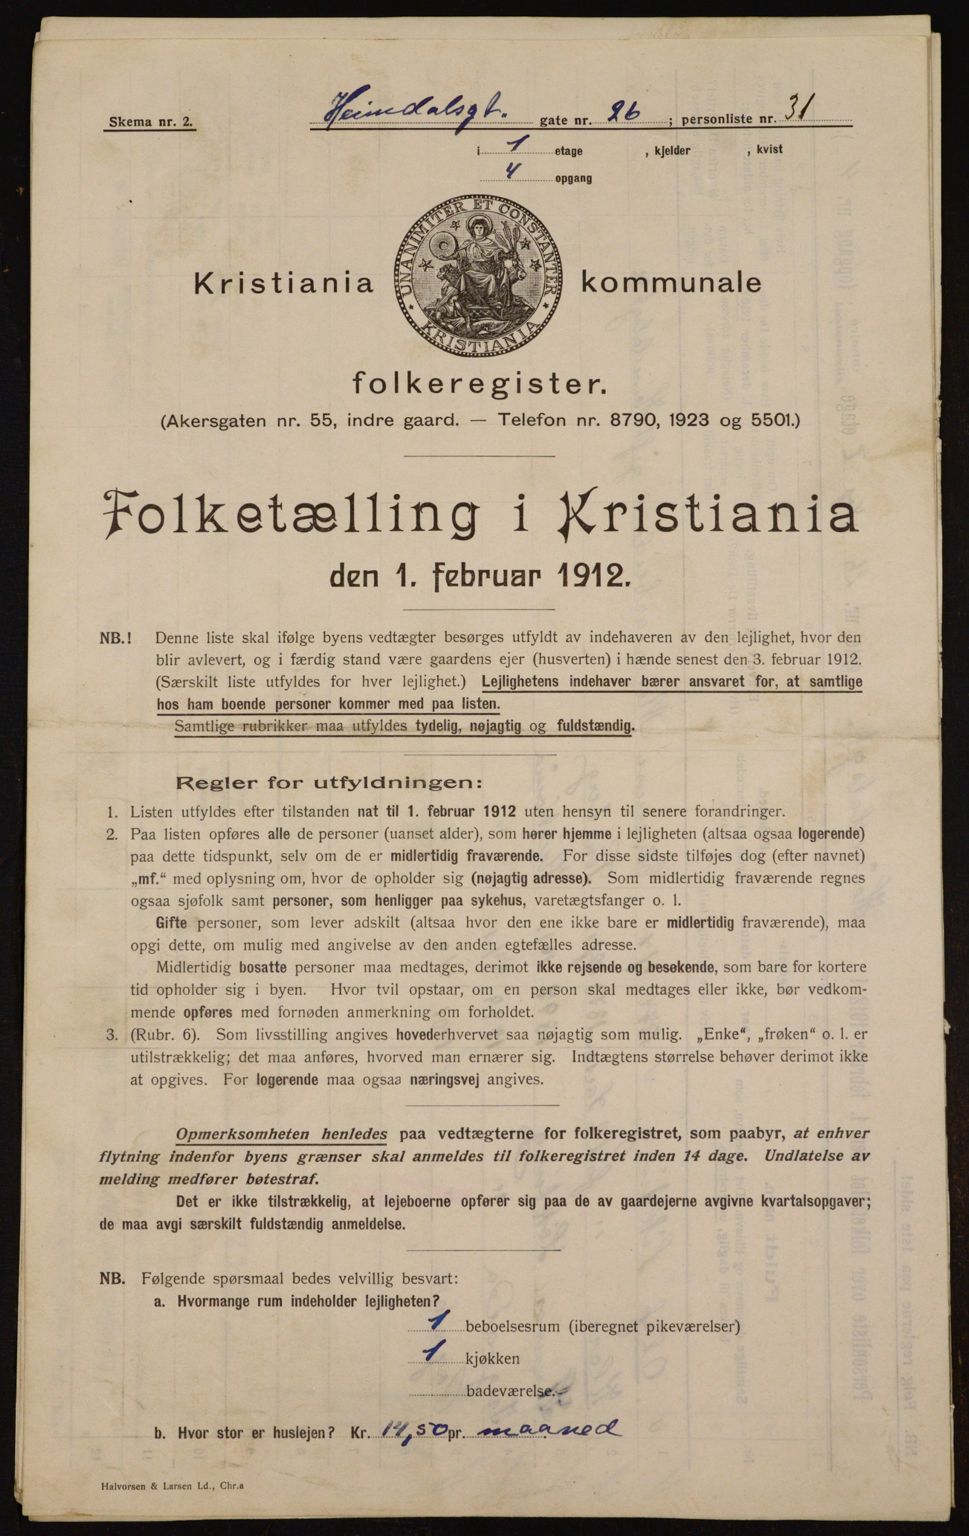 Skema nr. 2.
Heimdalsgt. gate nr. 26 ; personliste nr. 31
i 1 etage , kjelder , kvist
4 opgang
UNANIMITER ET CONSTANTER
KRISTIANIA
Kristiania kommunale
folkeregister.
(Akersgaten nr. 55, indre gaard. — Telefon nr. 8790, 1923 og 5501.)
Folketælling i Kristiania
den 1. februar 1912.
NB.! Denne liste skal ifølge byens vedtægter besørges utfyldt av indehaveren av den lejlighet, hvor den
blir avlevert, og i færdig stand være gaardens ejer (husverten) i hænde senest den 3. februar 1912.
(Særskilt liste utfyldes for hver lejlighet.) Lejlighetens indehaver bærer ansvaret for, at samtlige
hos ham boende personer kommer med paa listen.
Samtlige rubrikker maa utfyldes tydelig, nøjagtig og fuldstændig.
Regler for utfyldningen:
1. Listen utfyldes efter tilstanden nat til 1. februar 1912 uten hensyn til senere forandringer.
2. Paa listen opføres alle de personer (uanset alder), som hører hjemme i lejligheten (altsaa ogsaa logerende)
paa dette tidspunkt, selv om de er midlertidig fraværende. For disse sidste tilføjes dog (efter navnet)
„mf.“ med oplysning om, hvor de opholder sig (nøjagtig adresse). Som midlertidig fraværende regnes
ogsaa sjøfolk samt personer, som henligger paa sykehus, varetægtsfanger o. l.
Gifte personer, som lever adskilt (altsaa hvor den ene ikke bare er midlertidig fraværende), maa
opgi dette, om mulig med angivelse av den anden egtefælles adresse.
Midlertidig bosatte personer maa medtages, derimot ikke rejsende og besøkende, som bare for kortere
tid opholder sig i byen. Hvor tvil opstaar, om en person skal medtages eller ikke, bør vedkom-
mende opføres med fornøden anmerkning om forholdet.
3. (Rubr. 6). Som livsstilling angives hovederhvervet saa nøjagtig som mulig. „Enke“, „frøken“ o. l. er
utilstrækkelig; det maa anføres, hvorved man ernærer sig. Indtægtens størrelse behøver derimot ikke
at opgives. For logerende maa ogsaa næringsvej angives.
Opmerksomheten henledes paa vedtægterne for folkeregistret, som paabyr, at enhver
flytning indenfor byens grænser skal anmeldes til folkeregistret inden 14 dage. Undlatelse av
melding medfører bøtestraf.
Det er ikke tilstrækkelig, at lejeboerne opfører sig paa de av gaardejerne avgivne kvartalsopgaver;
de maa avgi særskilt fuldstændig anmeldelse.
NB. Følgende spørsmaal bedes velvillig besvart:
a. Hvormange rum indeholder lejligheten?
1 beboelsesrum (iberegnet pikeværelser)
1 kjøkken
badeværelse.
b. Hvor stor er huslejen? Kr. 14,50 pr. maaned
Halvorsen & Larsen Ld., Chr.a